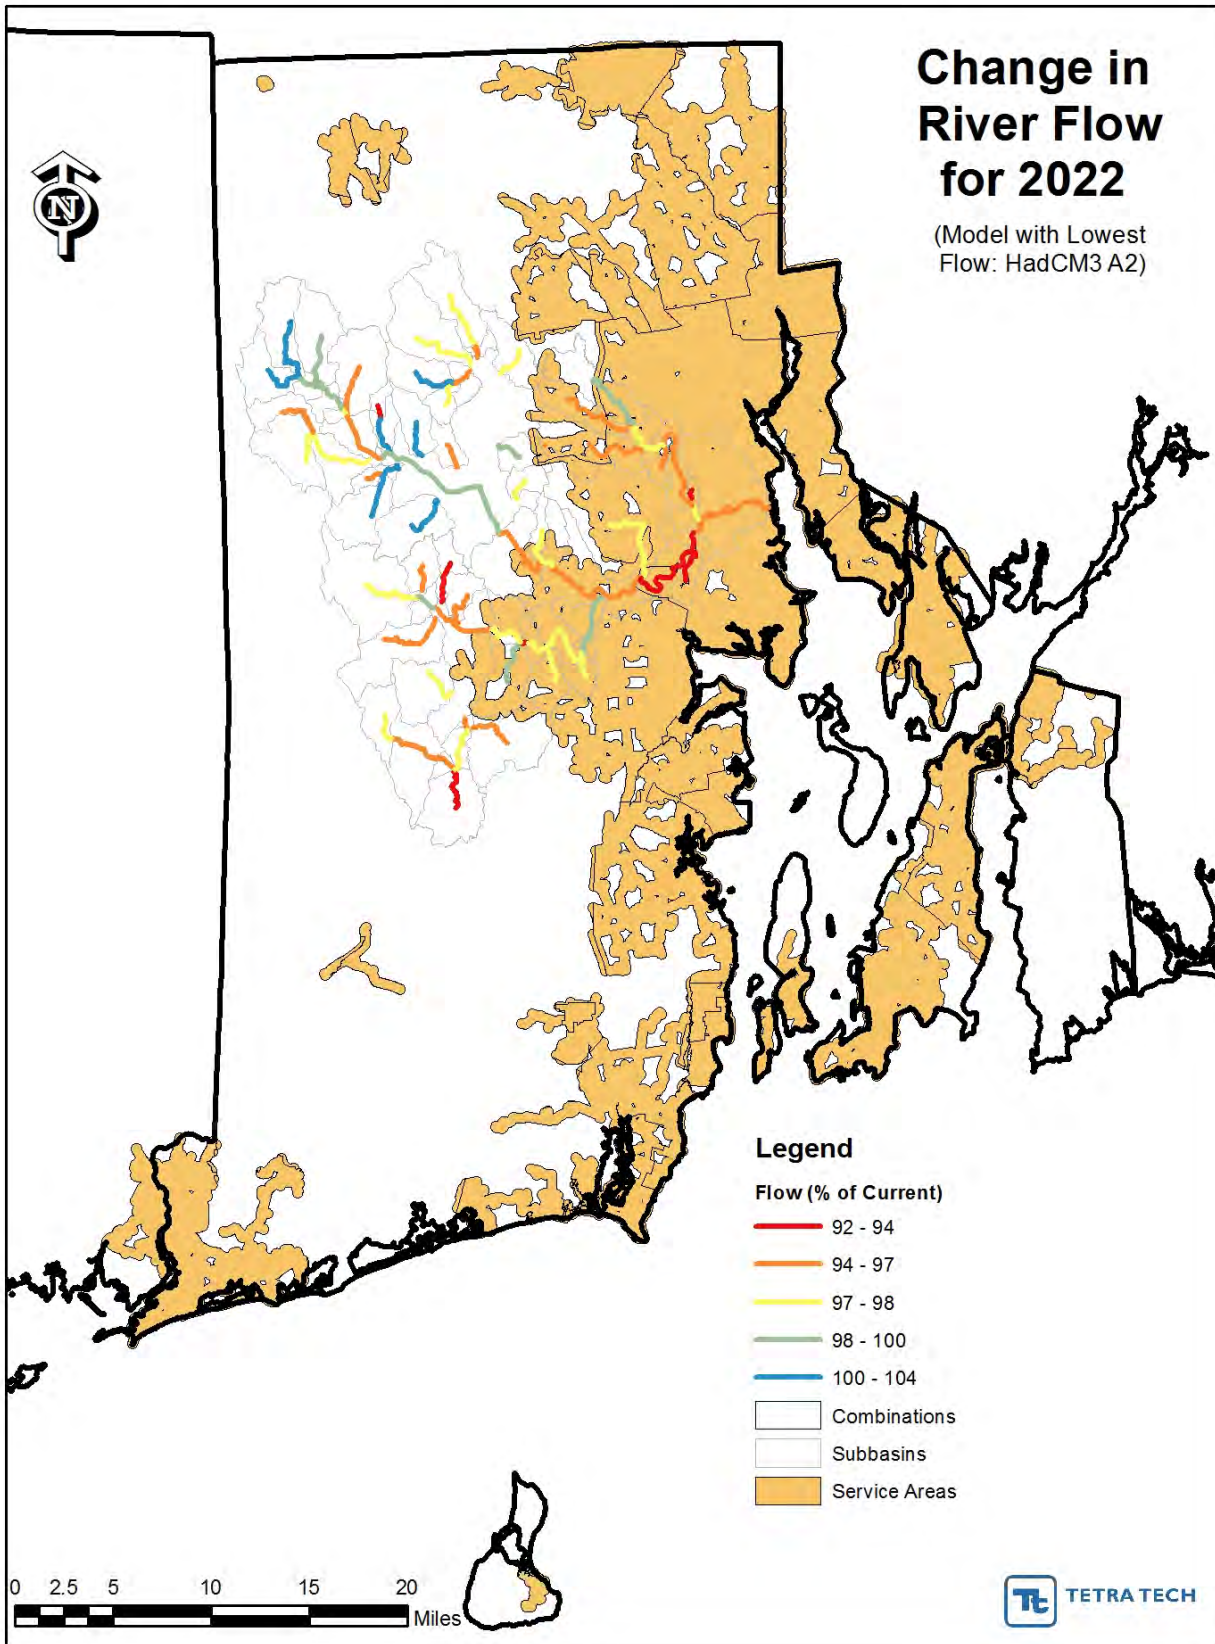 Change in
River Flow
for 2022
(Model with Lowest
Flow: HadCM3 A2)
N
Legend
Flow (% of Current)
92 - 94
94 - 97
97 - 98
98 - 100
100 - 104
Combinations
Subbasins
Service Areas
0 2.5 5 10 15 20
Miles
Tt TETRA TECH